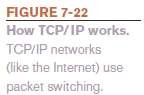 FIGURE 7-22
How TCP/IP works.
TCP/IP networks
(like the Internet) use
packet switching.